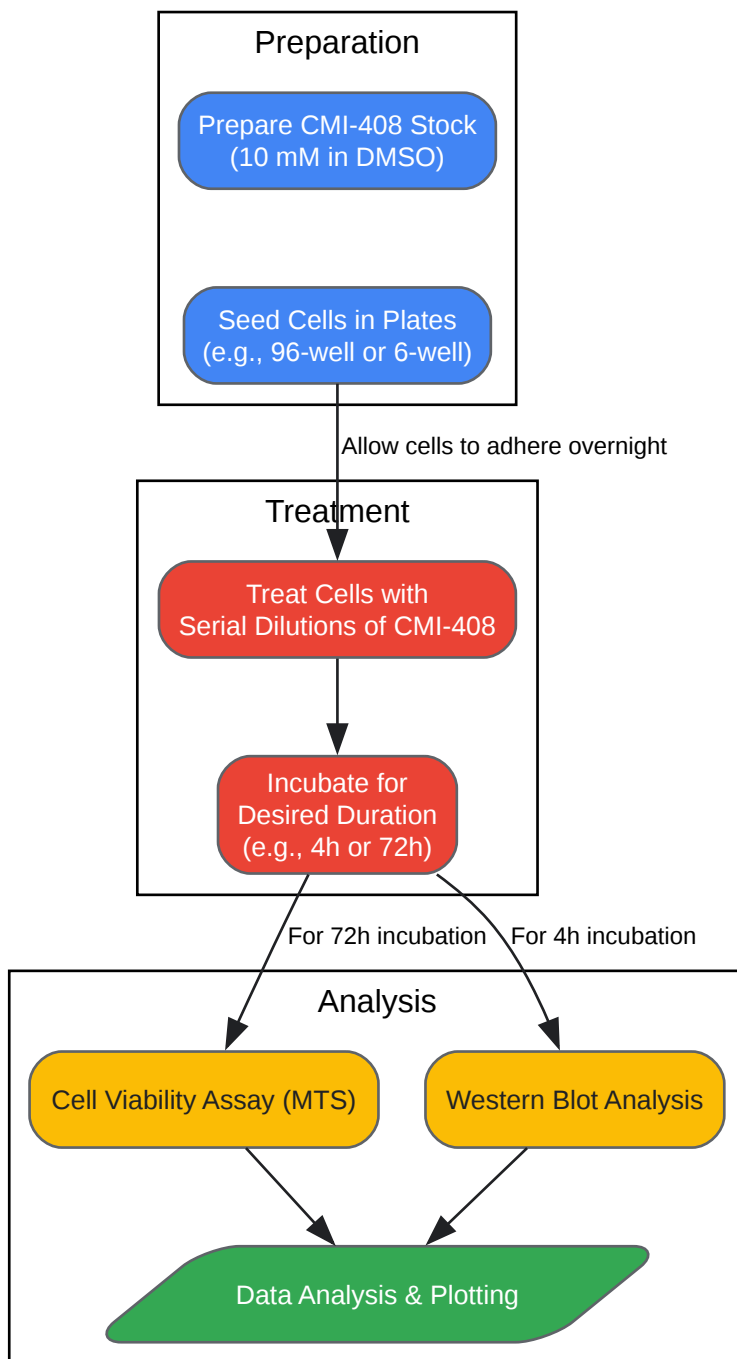 Preparation
Prepare CMI-408 Stock
(10 mM in DMSO)
Seed Cells in Plates
(e.g., 96-well or 6-well)
Allow cells to adhere overnight
Treatment
Treat Cells with
Serial Dilutions of CMI-408
Incubate for
Desired Duration
(e.g., 4h or 72h)
For 72h incubation
For 4h incubation
Analysis
Cell Viability Assay (MTS)
Western Blot Analysis
Data Analysis & Plotting